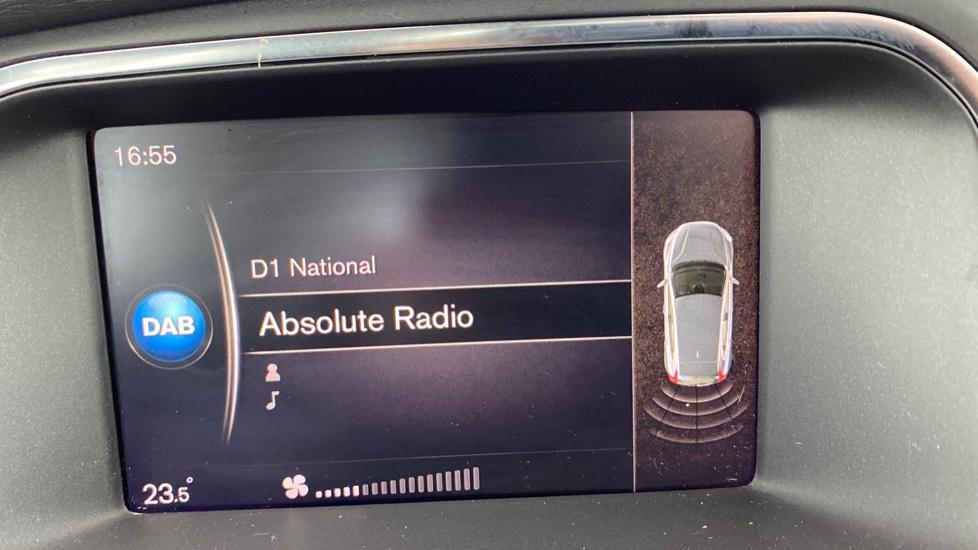 16:55
D1 National
DAB
Absolute Radio
23.5°